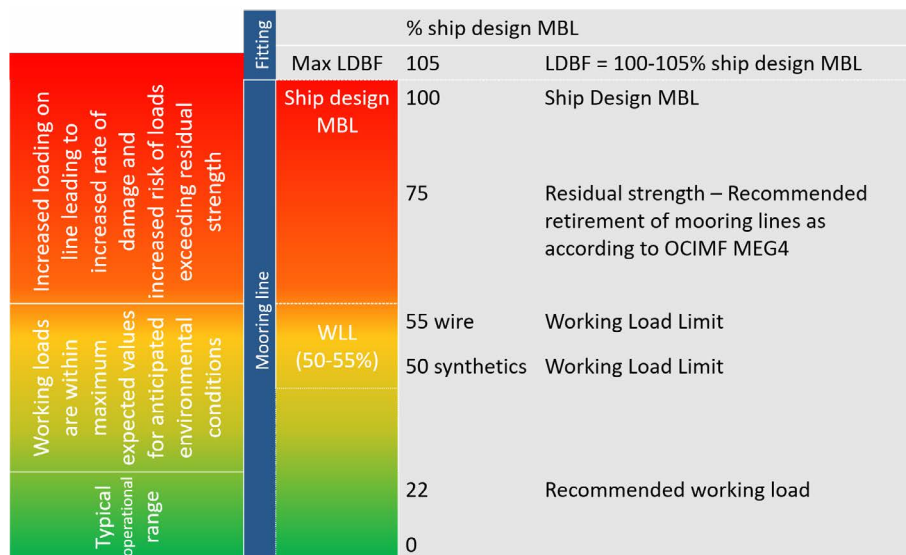 % ship design MBL
Fitting
Max LDBF 105 LDBF = 100-105% ship design MBL
Ship design
MBL
100 Ship Design MBL
75 Residual strength – Recommended
retirement of mooring lines as
according to OCIMF MEG4
Mooring line
WLL
(50-55%)
55 wire Working Load Limit
50 synthetics Working Load Limit
22 Recommended working load
0
Increased loading on
line leading to
increased rate of
damage and
increased risk of loads
exceeding residual
strength
Working loads
are within
maximum
expected values
for anticipated
environmental
conditions
Typical
operational
range